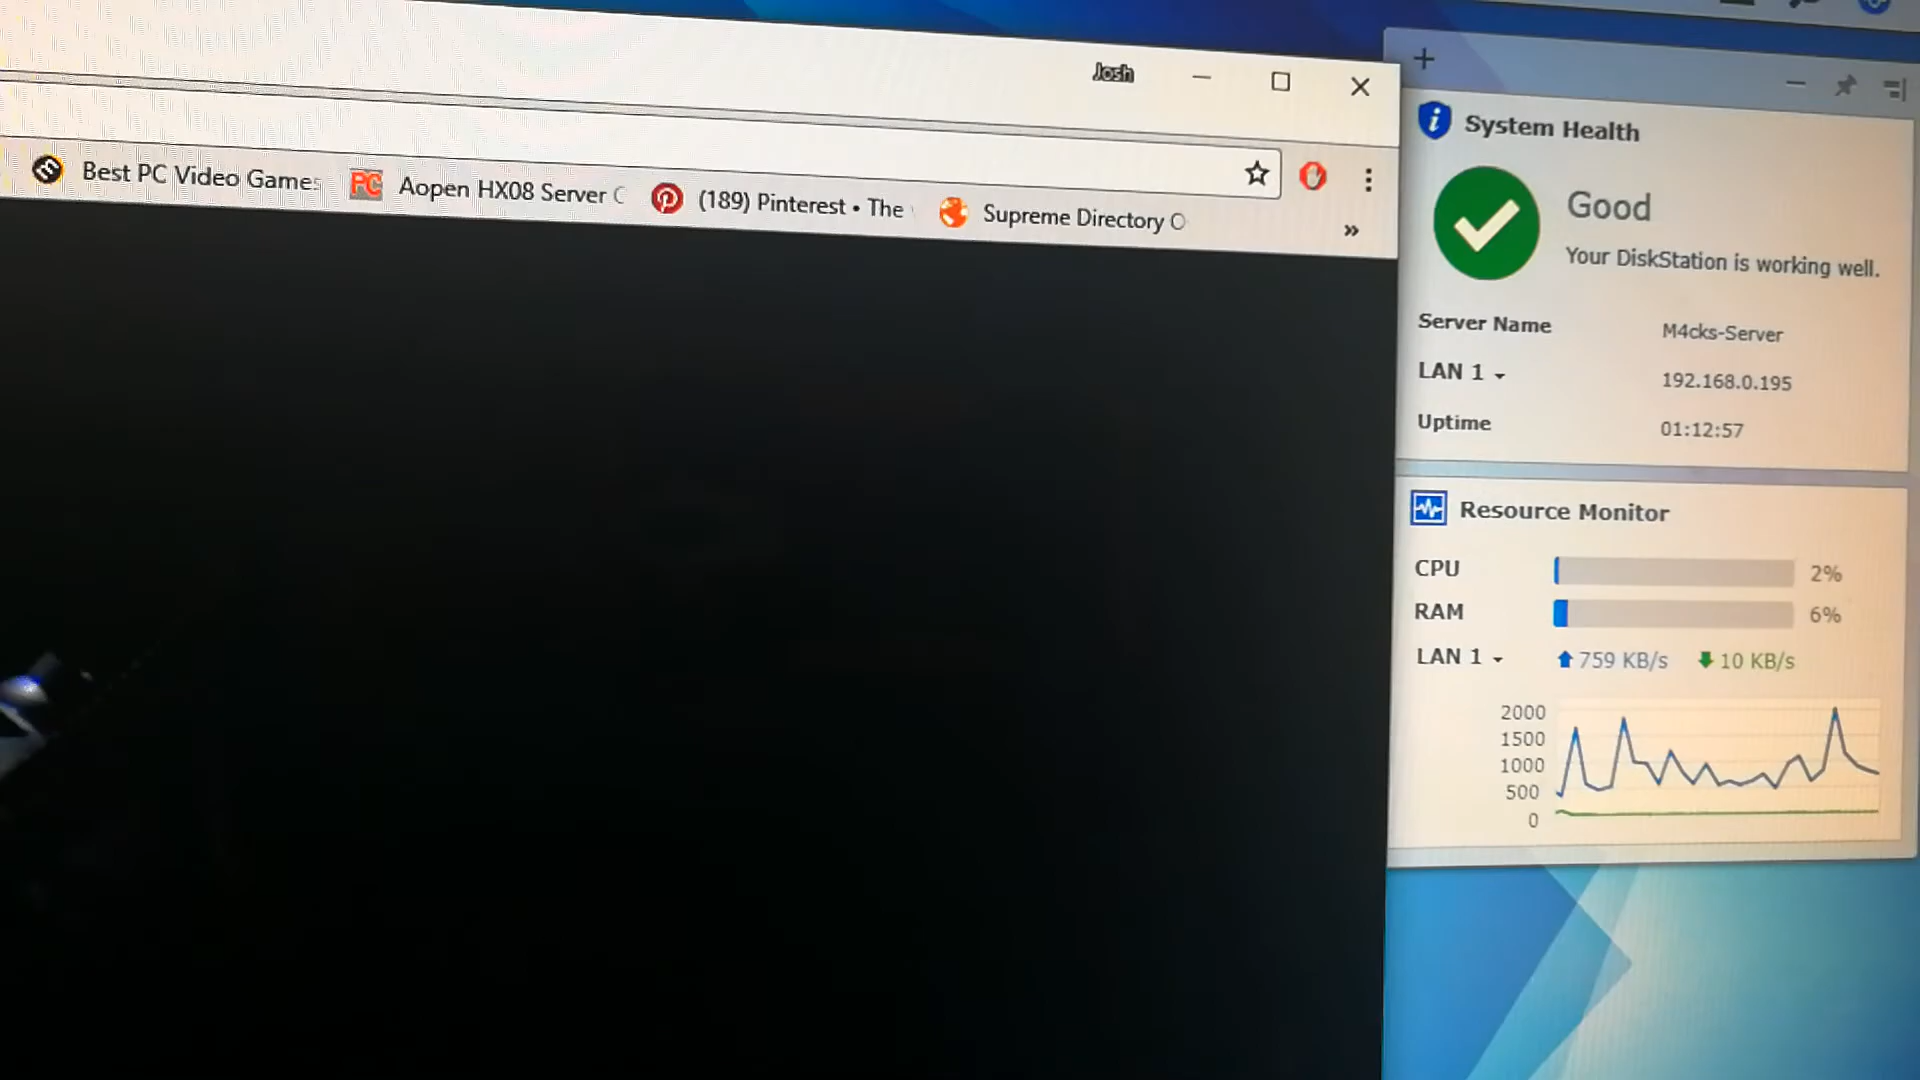 Josh
Best PC Video Games
PC Aopen HX08 Server
(189) Pinterest • The
Supreme Directory
»
System Health
Good
Your DiskStation is working well.
Server Name M4cks-Server
LAN 1 192.168.0.195
Uptime 01:12:57
Resource Monitor
CPU 2%
RAM 6%
LAN 1 759 KB/s 10 KB/s
2000
1500
1000
500
0